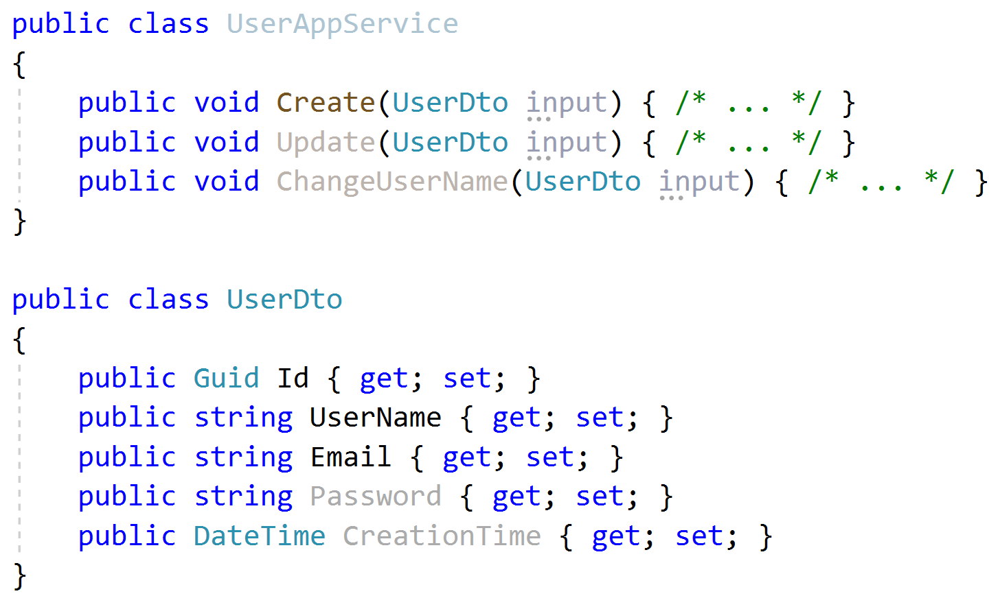 public class UserAppService
{
    public void Create(UserDto input) { /* ... */ }
    public void Update(UserDto input) { /* ... */ }
    public void ChangeUserName(UserDto input) { /* ... */ }
}

public class UserDto
{
    public Guid Id { get; set; }
    public string UserName { get; set; }
    public string Email { get; set; }
    public string Password { get; set; }
    public DateTime CreationTime { get; set; }
}